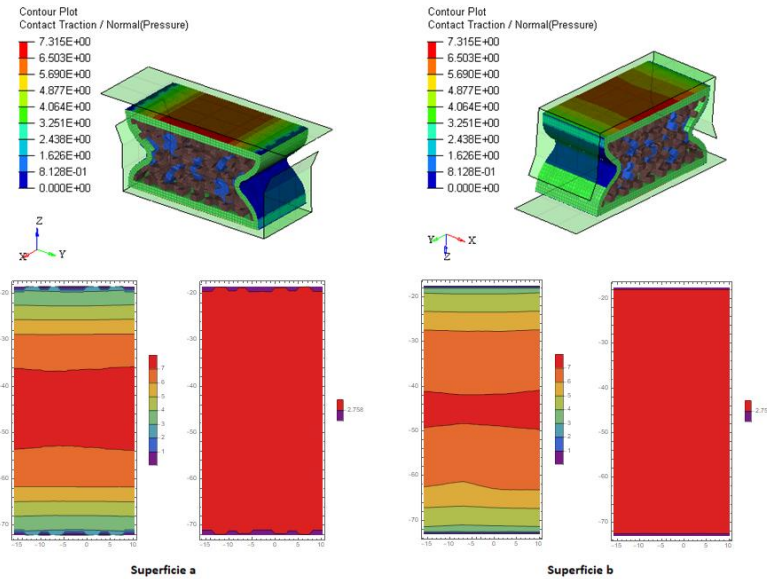 Contour Plot
Contact Traction / Normal(Pressure)
7.315E+00
6.503E+00
5.690E+00
4.877E+00
4.064E+00
3.251E+00
2.438E+00
1.626E+00
8.128E-01
0.000E+00
Z
X
Y
Contour Plot
Contact Traction / Normal(Pressure)
7.315E+00
6.503E+00
5.690E+00
4.877E+00
4.064E+00
3.251E+00
2.438E+00
1.626E+00
8.128E-01
0.000E+00
Y
X
Z
-20
-30
-40
-50
-60
-70
-15 -10 -5 0 5 10
7
6
5
4
3
2
1
-20
-30
-40
-50
-60
-70
-15 -10 -5 0 5 10
2.758
Superficie a
-20
-30
-40
-50
-60
-70
-15 -10 -5 0 5 10
7
6
5
4
3
2
1
-20
-30
-40
-50
-60
-70
-15 -10 -5 0 5 10
2.75
Superficie b